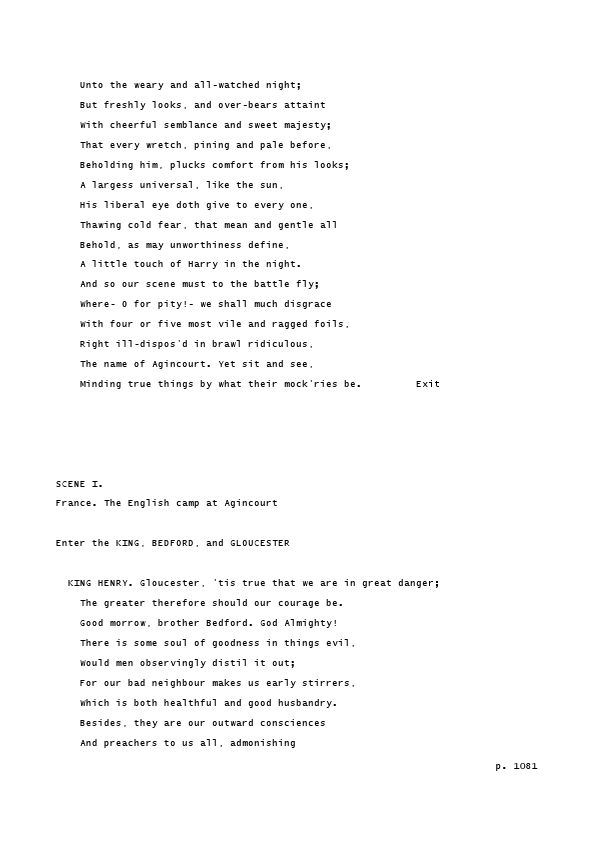 Unto the weary and all-watched night;
But freshly looks, and over-bears attaint
With cheerful semblance and sweet majesty;
That every wretch, pining and pale before,
Beholding him, plucks comfort from his looks;
A largess universal, like the sun,
His liberal eye doth give to every one,
Thawing cold fear, that mean and gentle all
Behold, as may unworthiness define,
A little touch of Harry in the night.
And so our scene must to the battle fly;
Where- O for pity!- we shall much disgrace
With four or five most vile and ragged foils,
Right ill-dispos'd in brawl ridiculous,
The name of Agincourt. Yet sit and see,
Minding true things by what their mock'ries be. Exit
SCENE I.
France. The English camp at Agincourt
Enter the KING, BEDFORD, and GLOUCESTER
KING HENRY. Gloucester, 'tis true that we are in great danger;
The greater therefore should our courage be.
Good morrow, brother Bedford. God Almighty!
There is some soul of goodness in things evil,
Would men observingly distil it out;
For our bad neighbour makes us early stirrers,
Which is both healthful and good husbandry.
Besides, they are our outward consciences
And preachers to us all, admonishing
p. 1081